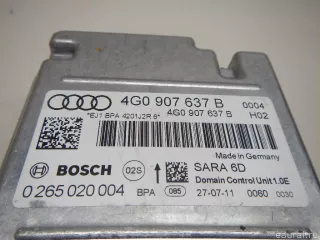 4G0 907 637 B 0004
*EJ1 BPA 4201J2R 6* 4G0 907 637 B H02
Made in Germany
BOSCH 02S SARA 6D
Domain Control Unit 1.0E
0 265 020 004 BPA 085 27-07-11 0060 0030